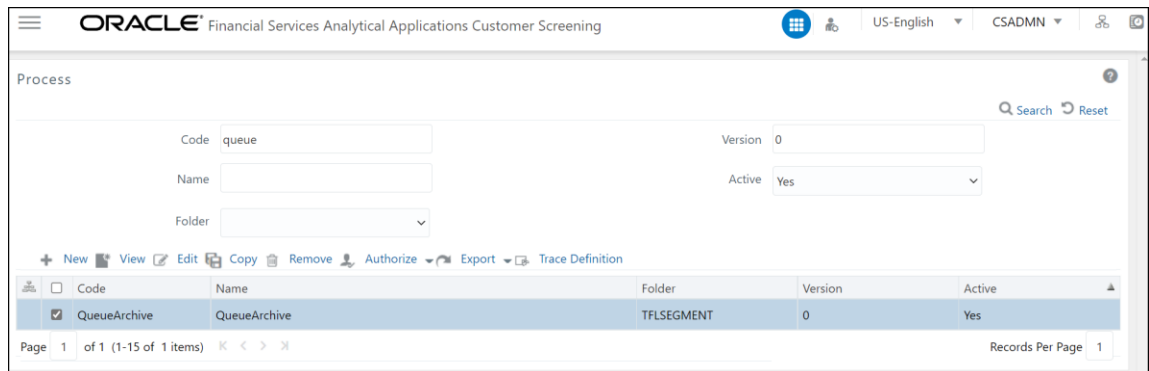 ORACLE® Financial Services Analytical Applications Customer Screening US-English CSADMN
Process
Search Reset
Code queue Version 0
Name Active Yes
Folder
New View Edit Copy Remove Authorize Export Trace Definition
Code Name Folder Version Active
QueueArchive QueueArchive TFLSEGMENT 0 Yes
Page 1 of 1 (1-15 of 1 items) Records Per Page 1